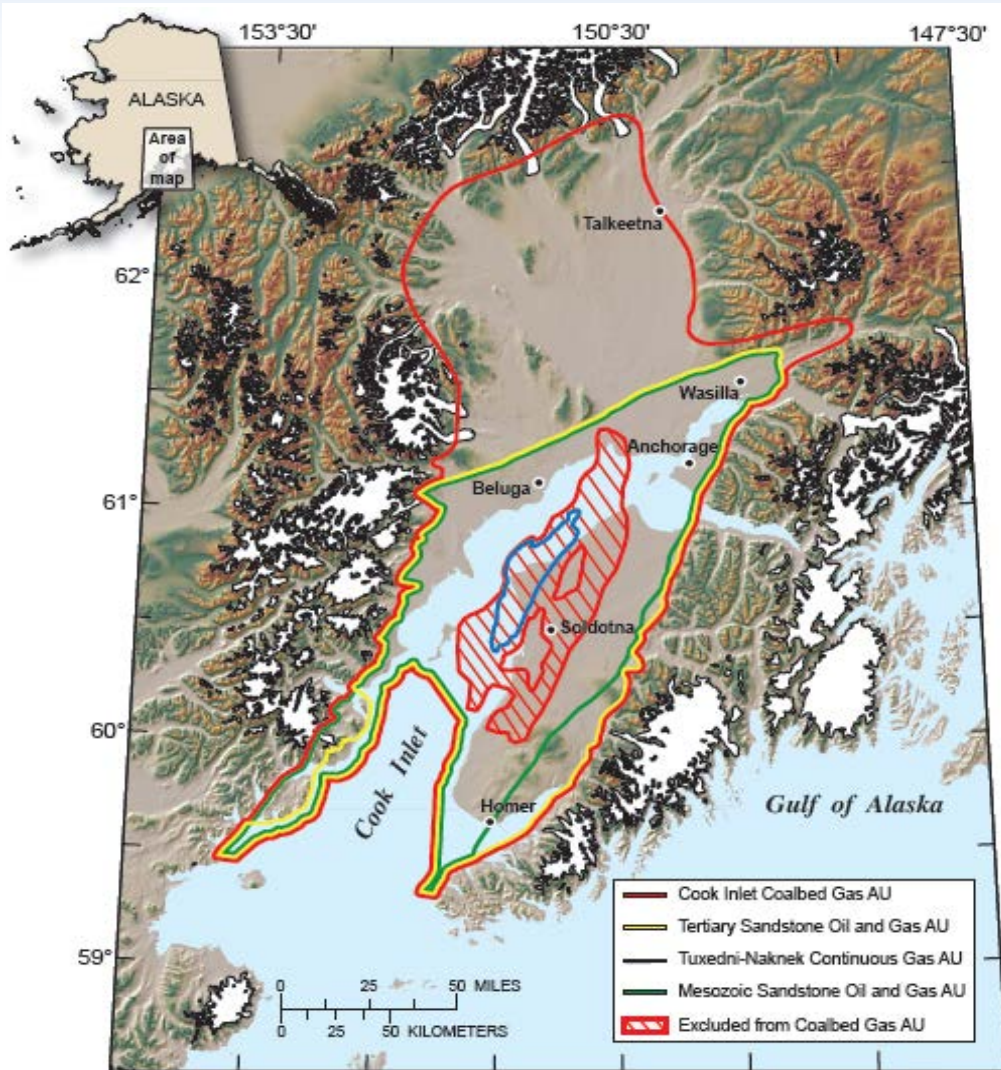 153°30'
150°30'
147°30'
ALASKA
Area
of
map
Talkeetna
62°
Wasilla
Anchorage
Beluga
61°
Soldotna
60°
Cook Inlet
Homer
Gulf of Alaska
Cook Inlet Coalbed Gas AU
Tertiary Sandstone Oil and Gas AU
Tuxedni-Naknek Continuous Gas AU
Mesozoic Sandstone Oil and Gas AU
Excluded from Coalbed Gas AU
59°
0 25 50 MILES
0 25 50 KILOMETERS